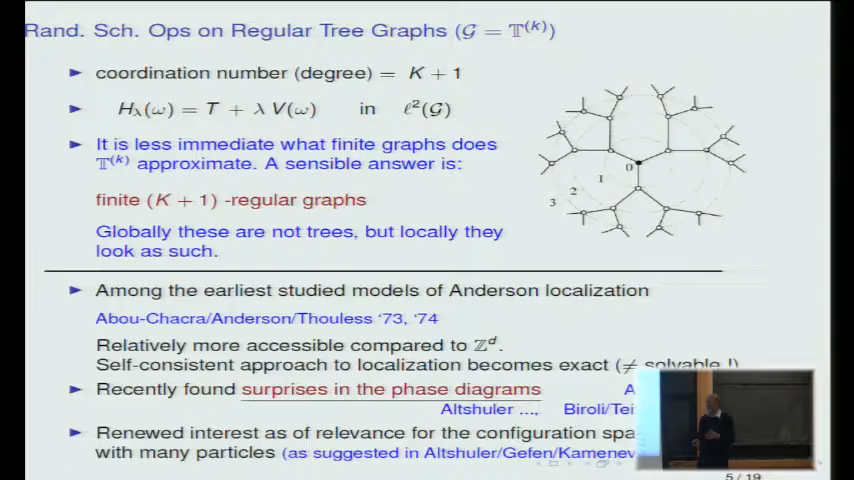 Rand. Sch. Ops on Regular Tree Graphs (𝒢 = 𝕋⁽ᵏ⁾)
▶ coordination number (degree) = K + 1
▶ H_λ(ω) = T + λ V(ω) in ℓ²(𝒢)
▶ It is less immediate what finite graphs does
𝕋⁽ᵏ⁾ approximate. A sensible answer is:
finite (K + 1) -regular graphs
Globally these are not trees, but locally they
look as such.
0
1
2
3
▶ Among the earliest studied models of Anderson localization
Abou-Chacra/Anderson/Thouless '73, '74
Relatively more accessible compared to ℤᵈ.
Self-consistent approach to localization becomes exact (≠ solvable !)
▶ Recently found surprises in the phase diagrams
Altshuler ..., Biroli/Tei
▶ Renewed interest as of relevance for the configuration spa
with many particles (as suggested in Altshuler/Gefen/Kamenev
5 / 19